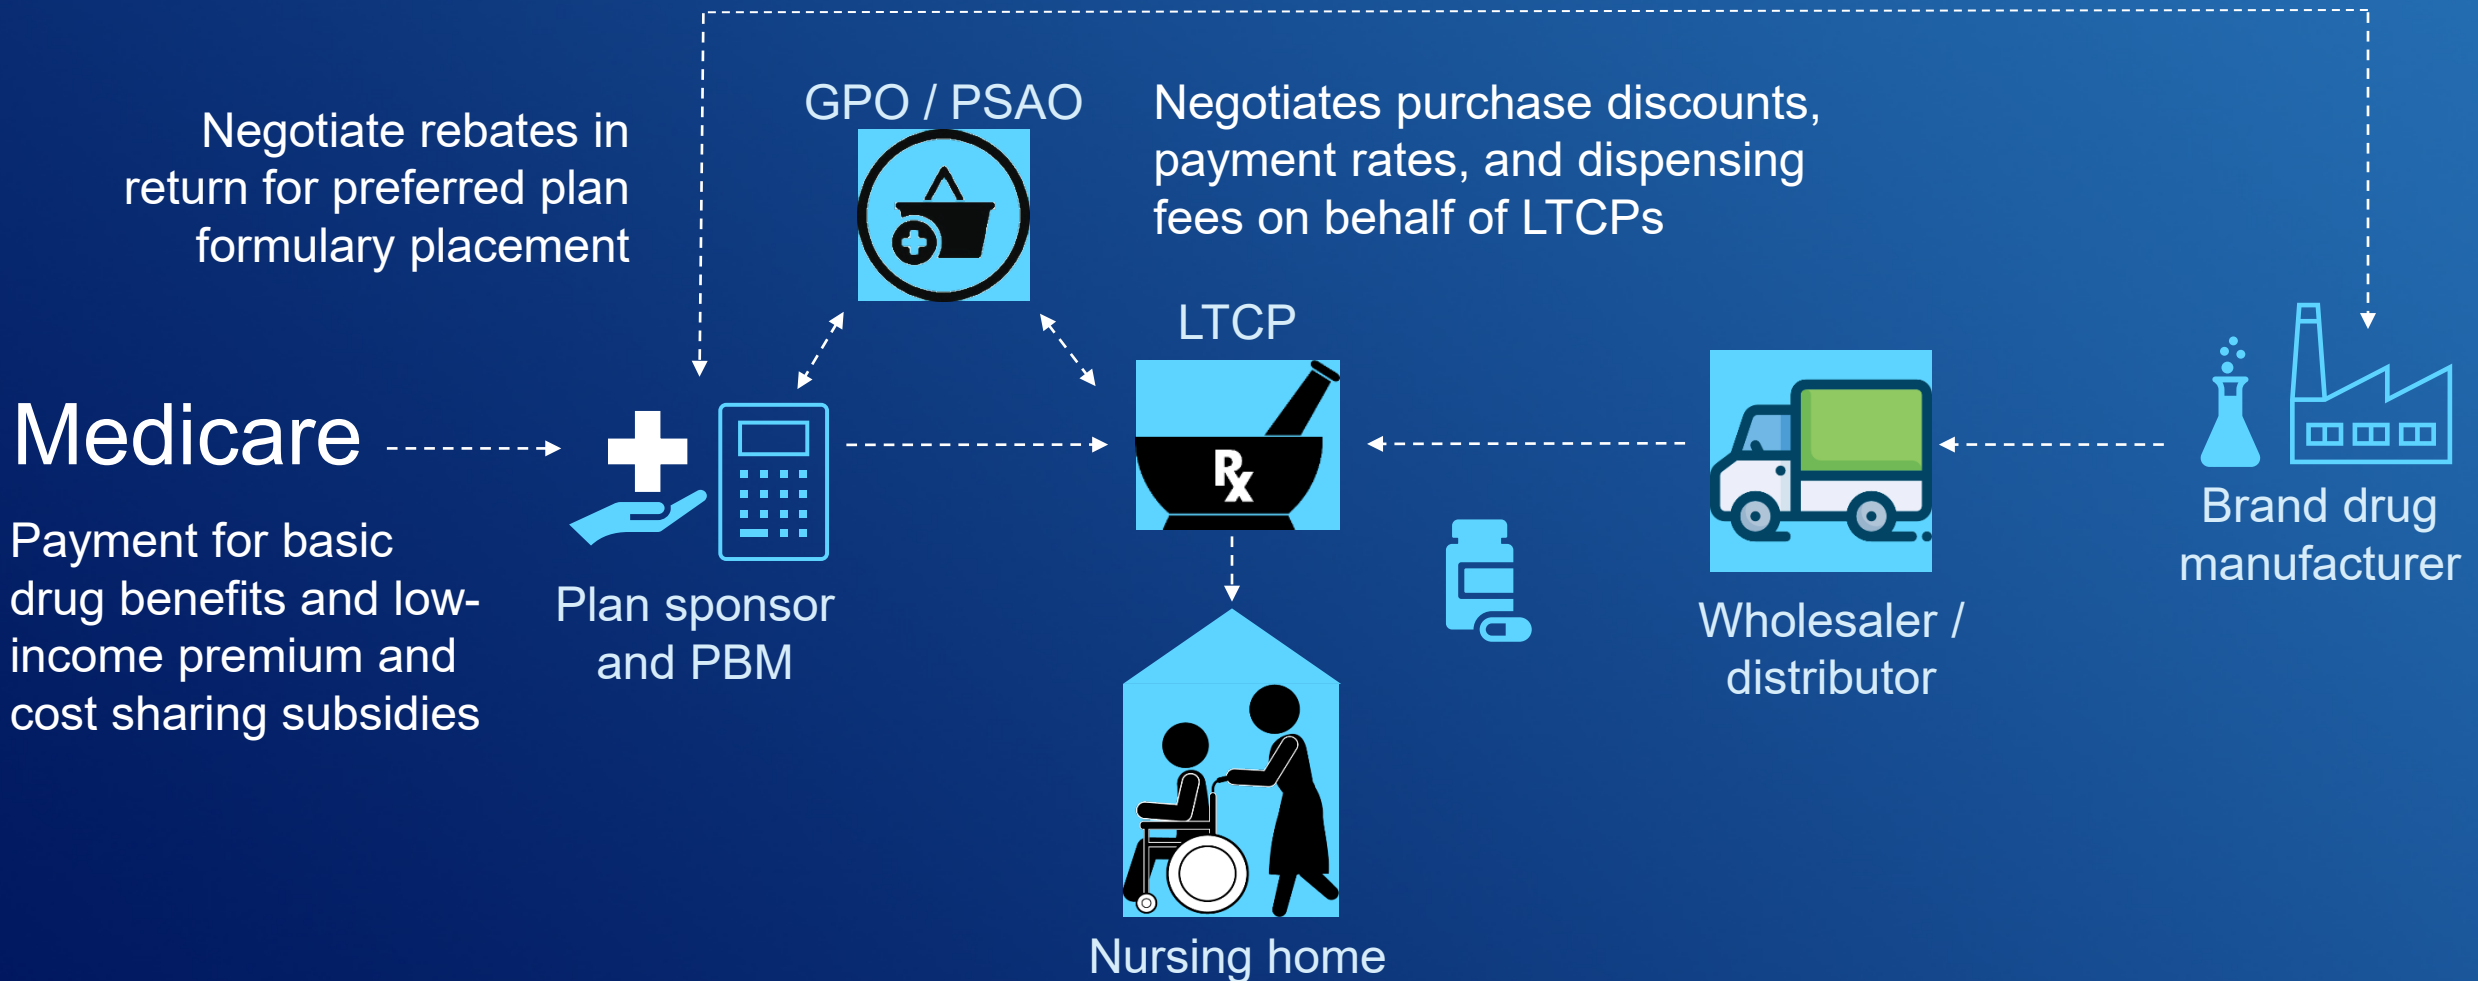 GPO / PSAO
Negotiate rebates in
return for preferred plan
formulary placement
Negotiates purchase discounts,
payment rates, and dispensing
fees on behalf of LTCPs
LTCP
Rx
Medicare
Payment for basic
drug benefits and low-
income premium and
cost sharing subsidies
Plan sponsor
and PBM
Wholesaler /
distributor
Brand drug
manufacturer
Nursing home